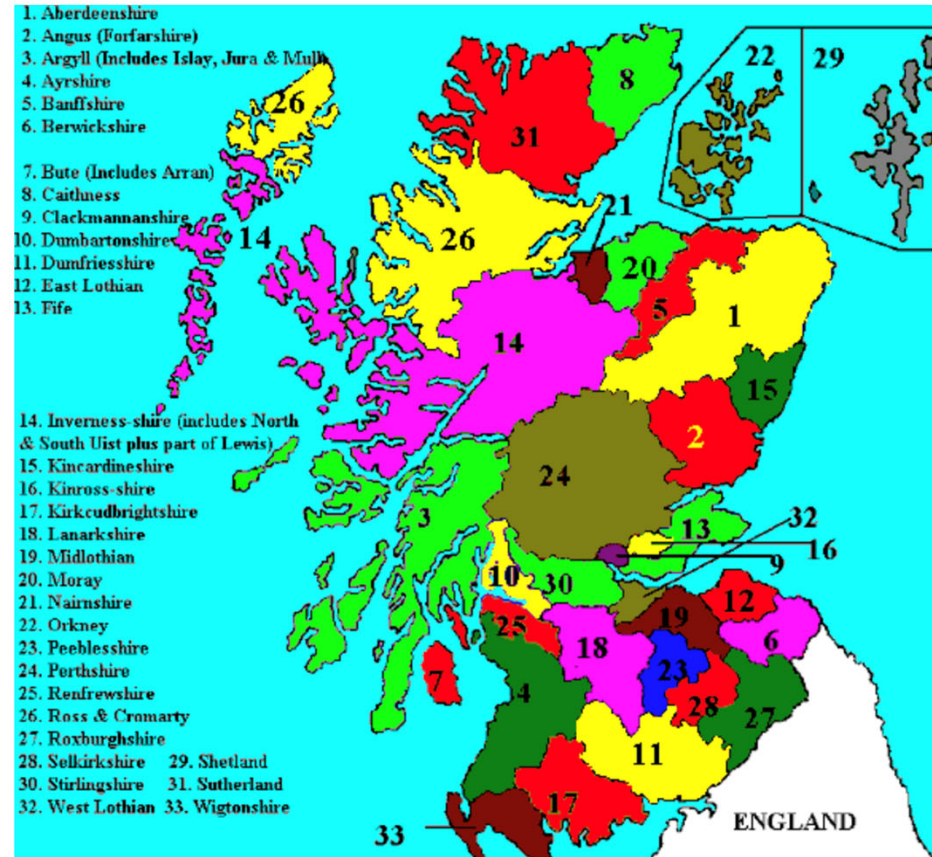 1. Aberdeenshire
2. Angus (Forfarshire)
3. Argyll (Includes Islay, Jura & Mull)
4. Ayrshire
5. Banffshire
6. Berwickshire
7. Bute (Includes Arran)
8. Caithness
9. Clackmannanshire
10. Dumbartonshire
11. Dumfriesshire
12. East Lothian
13. Fife
14. Inverness-shire (includes North
& South Uist plus part of Lewis)
15. Kincardineshire
16. Kinross-shire
17. Kirkcudbrightshire
18. Lanarkshire
19. Midlothian
20. Moray
21. Nairnshire
22. Orkney
23. Peeblesshire
24. Perthshire
25. Renfrewshire
26. Ross & Cromarty
27. Roxburghshire
28. Selkirkshire 29. Shetland
30. Stirlingshire 31. Sutherland
32. West Lothian 33. Wigtonshire
22
29
8
26
31
21
14
26
20
5
1
14
15
2
24
3
13
32
16
9
10
30
12
25
19
6
18
23
7
4
28
27
11
17
33
ENGLAND